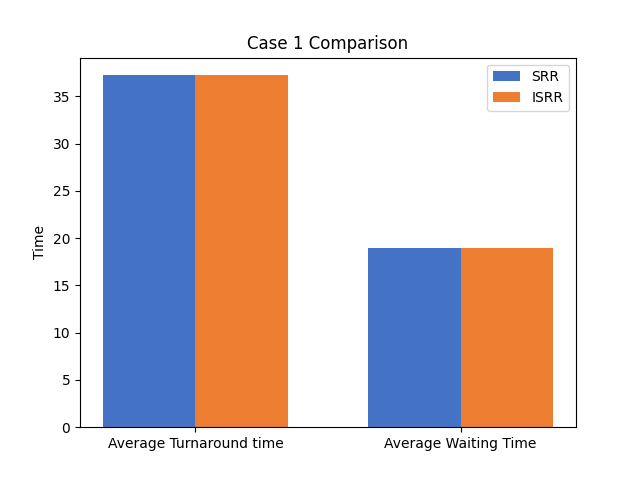 Case 1 Comparison
SRR
ISRR
35
30
25
20
15
10
5
0
Time
Average Turnaround time
Average Waiting Time